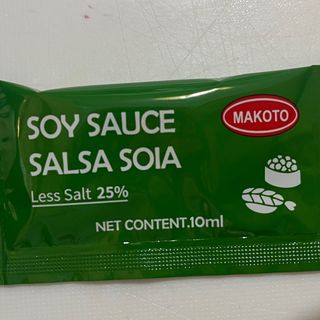 SOY SAUCE
MAKOTO
SALSA SOIA
Less Salt 25%
NET CONTENT.10ml